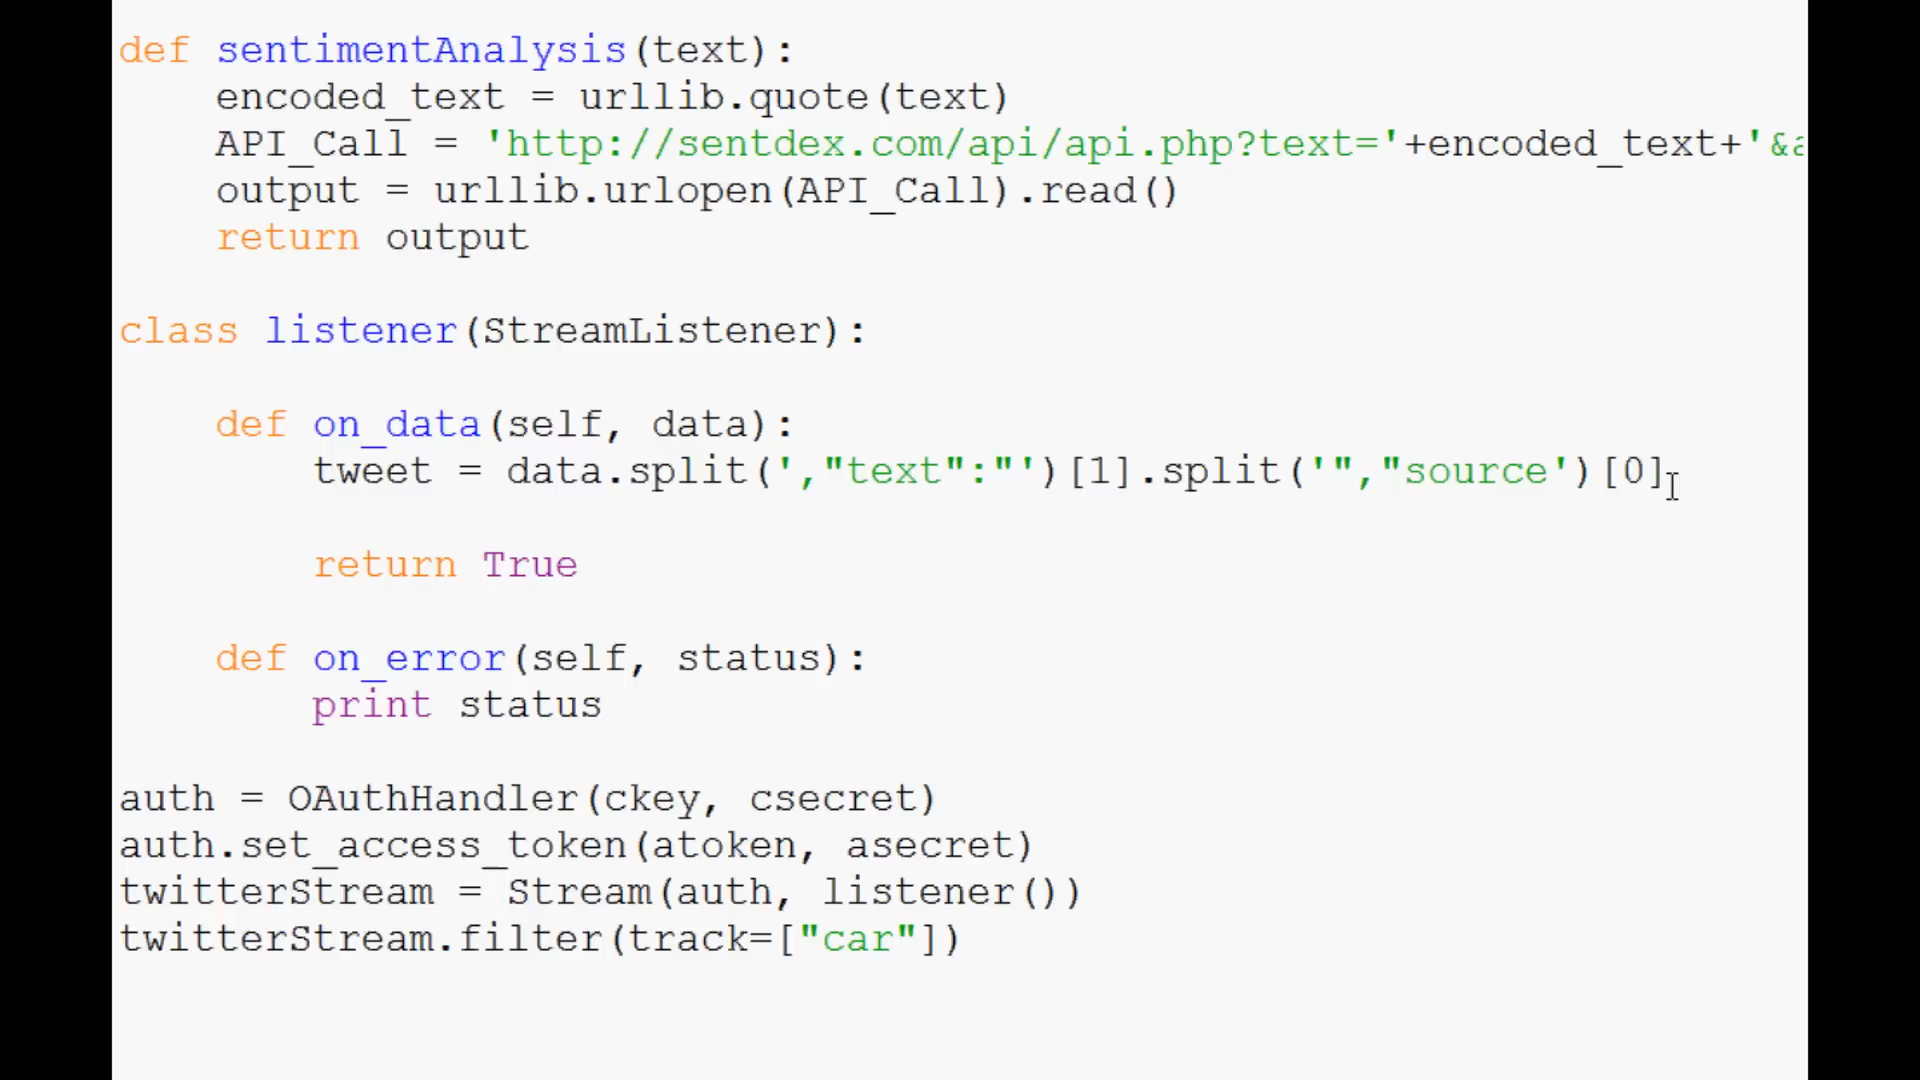 def sentimentAnalysis(text):
    encoded_text = urllib.quote(text)
    API_Call = 'http://sentdex.com/api/api.php?text='+encoded_text+'&a
    output = urllib.urlopen(API_Call).read()
    return output
class listener(StreamListener):
    def on_data(self, data):
        tweet = data.split(',"text":"')[1].split('","source')[0]
        return True
    def on_error(self, status):
        print status
auth = OAuthHandler(ckey, csecret)
auth.set_access_token(atoken, asecret)
twitterStream = Stream(auth, listener())
twitterStream.filter(track=["car"])